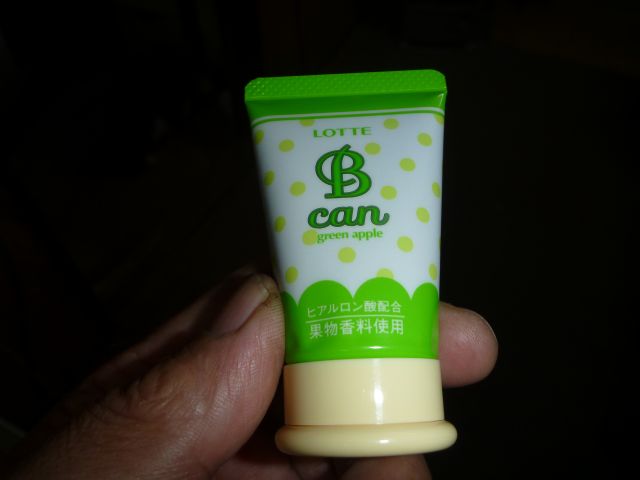 LOTTE
B
can
green apple
ヒアルロン酸配合
果物香料使用